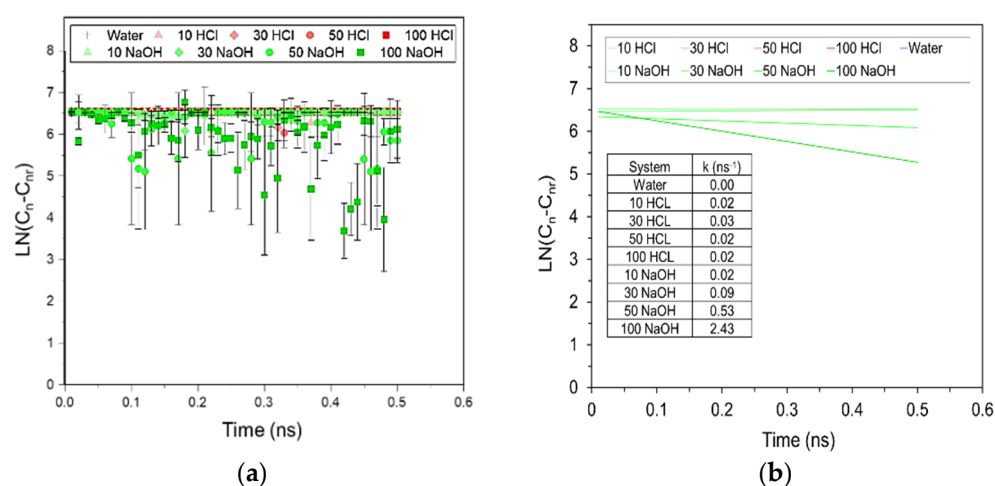 Water 10 HCl 30 HCl 50 HCl 100 HCl
10 NaOH 30 NaOH 50 NaOH 100 NaOH
8
7
6
5
4
3
2
1
0
LN(Cn-Cnr)
0.0 0.1 0.2 0.3 0.4 0.5 0.6
Time (ns)
(a)
10 HCl 30 HCl 50 HCl 100 HCl Water
10 NaOH 30 NaOH 50 NaOH 100 NaOH
8
7
6
5
4
3
2
1
0
LN(Cn-Cnr)
System k (ns-1)
Water 0.00
10 HCL 0.02
30 HCL 0.03
50 HCL 0.02
100 HCL 0.02
10 NaOH 0.02
30 NaOH 0.09
50 NaOH 0.53
100 NaOH 2.43
0 0.1 0.2 0.3 0.4 0.5 0.6
Time (ns)
(b)